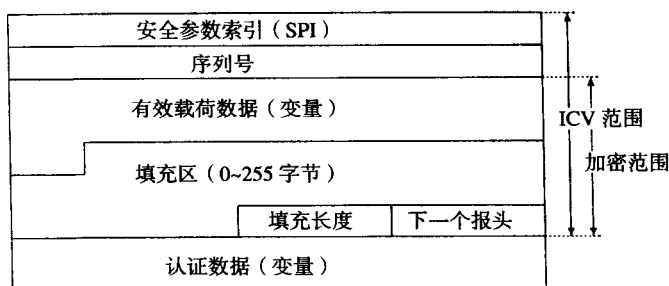 安全参数索引（SPI）
序列号
有效载荷数据（变量）
ICV 范围
加密范围
填充区（0~255 字节）
填充长度
下一个报头
认证数据（变量）